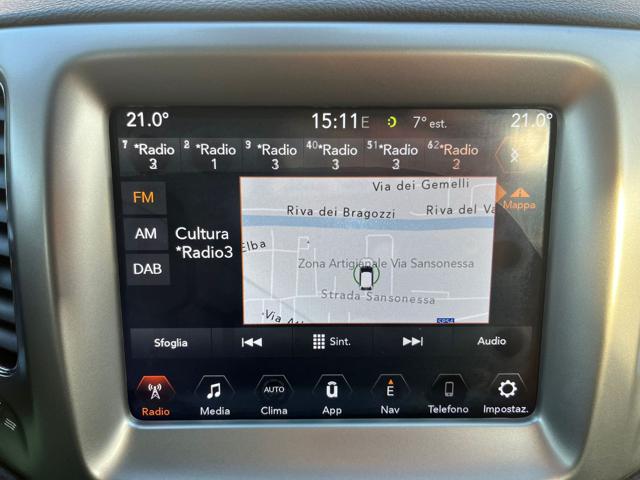 21.0° 15:11 E 7° est. 21.0°
7 *Radio 3 8 *Radio 1 9 *Radio 3 40 *Radio 3 51 *Radio 3 62 *Radio 2
FM
AM
DAB
Cultura
*Radio3
Mappa
Via dei Gemelli
Riva dei Bragozzi Riva del Va
Elba
Zona Artigianale Via Sansonessa
Strada Sansonessa
Sfoglia Sint. Audio
AUTO E
Radio Media Clima App Nav Telefono Impostaz.